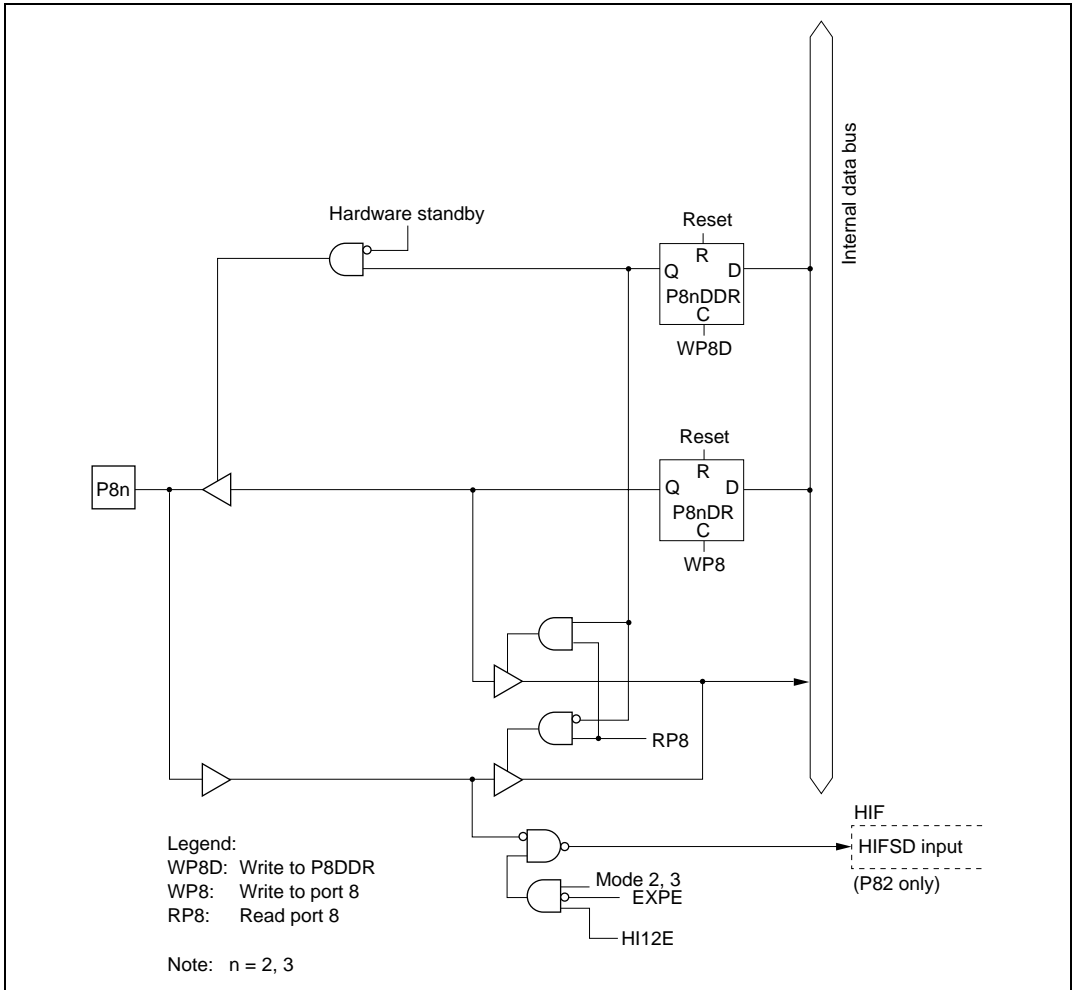 Internal data bus
Hardware standby
Reset
R
Q D
P8nDDR
C
WP8D
Reset
R
P8n
Q D
P8nDR
C
WP8
RP8
HIF
HIFSD input
(P82 only)
Mode 2, 3
EXPE
HI12E
Legend:
WP8D: Write to P8DDR
WP8: Write to port 8
RP8: Read port 8
Note: n = 2, 3